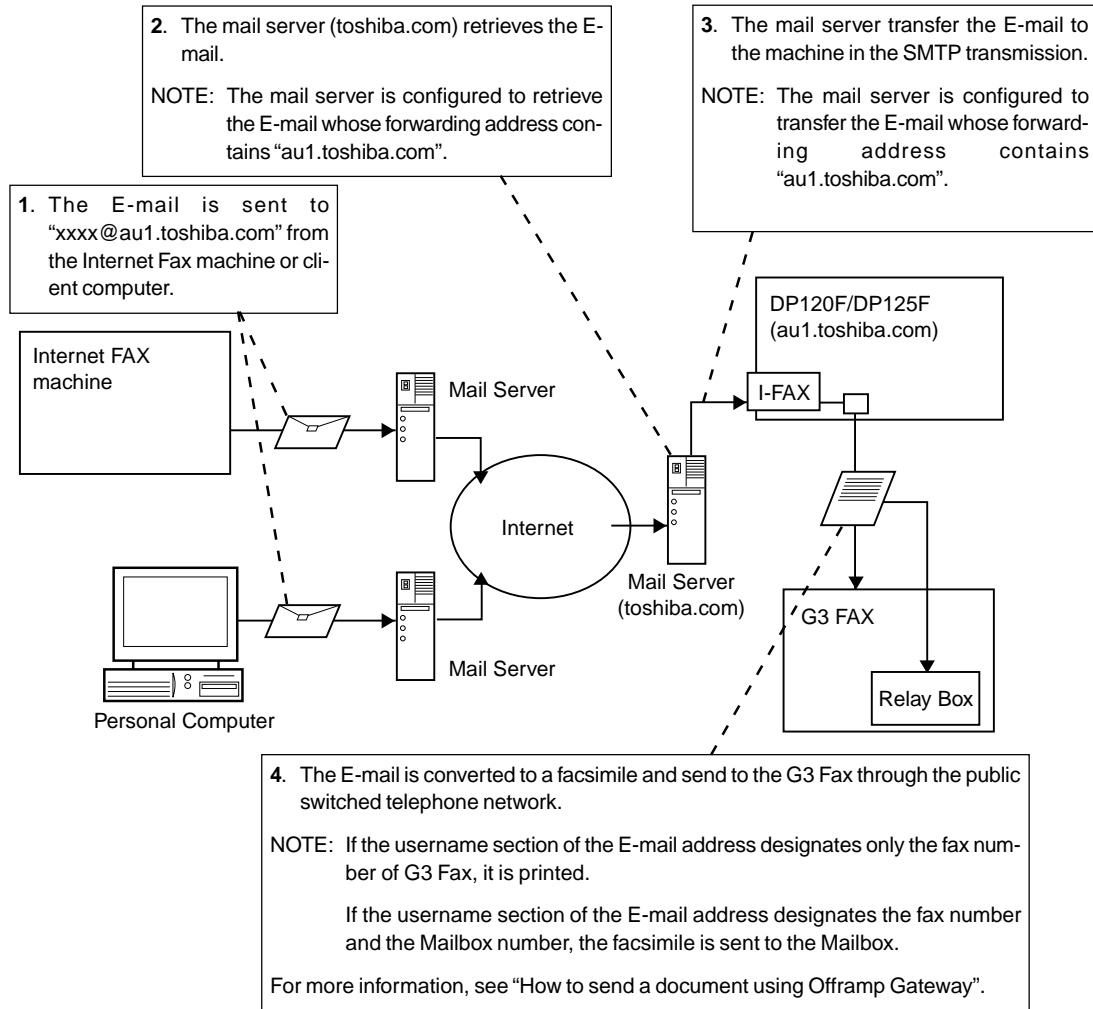 2. The mail server (toshiba.com) retrieves the E-
mail.
NOTE: The mail server is configured to retrieve
the E-mail whose forwarding address con-
tains “au1.toshiba.com”.
3. The mail server transfer the E-mail to
the machine in the SMTP transmission.
NOTE: The mail server is configured to
transfer the E-mail whose forward-
ing address contains
“au1.toshiba.com”.
1. The E-mail is sent to
“xxxx@au1.toshiba.com” from
the Internet Fax machine or cli-
ent computer.
DP120F/DP125F
(au1.toshiba.com)
Internet FAX
machine
Mail Server
I-FAX
Internet
Mail Server
(toshiba.com)
G3 FAX
Mail Server
Relay Box
Personal Computer
4. The E-mail is converted to a facsimile and send to the G3 Fax through the public
switched telephone network.
NOTE: If the username section of the E-mail address designates only the fax num-
ber of G3 Fax, it is printed.
If the username section of the E-mail address designates the fax number
and the Mailbox number, the facsimile is sent to the Mailbox.
For more information, see “How to send a document using Offramp Gateway”.